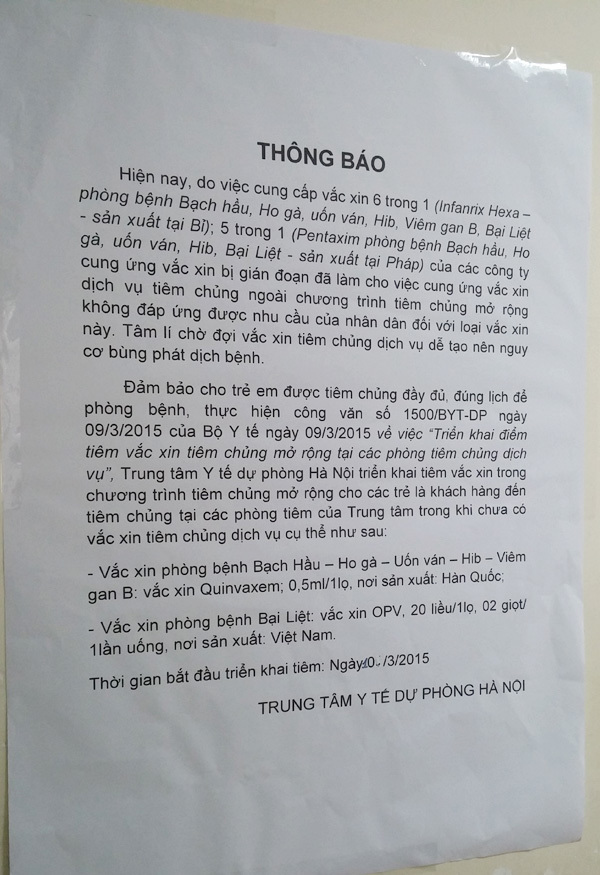 THÔNG BÁO
Hiện nay, do việc cung cấp vắc xin 6 trong 1 (Infanrix Hexa –
phòng bệnh Bạch hầu, Ho gà, uốn ván, Hib, Viêm gan B, Bại Liệt
- sản xuất tại Bỉ); 5 trong 1 (Pentaxim phòng bệnh Bạch hầu, Ho
gà, uốn ván, Hib, Bại Liệt - sản xuất tại Pháp) của các công ty
cung ứng vắc xin bị gián đoạn đã làm cho việc cung ứng vắc xin
dịch vụ tiêm chủng ngoài chương trình tiêm chủng mở rộng
không đáp ứng được nhu cầu của nhân dân đối với loại vắc xin
này. Tâm lí chờ đợi vắc xin tiêm chủng dịch vụ dễ tạo nên nguy
cơ bùng phát dịch bệnh.
Đảm bảo cho trẻ em được tiêm chủng đầy đủ, đúng lịch để
phòng bệnh, thực hiện công văn số 1500/BYT-DP ngày
09/3/2015 của Bộ Y tế ngày 09/3/2015 về việc “Triển khai điểm
tiêm vắc xin tiêm chủng mở rộng tại các phòng tiêm chủng dịch
vụ”, Trung tâm Y tế dự phòng Hà Nội triển khai tiêm vắc xin trong
chương trình tiêm chủng mở rộng cho các trẻ là khách hàng đến
tiêm chủng tại các phòng tiêm của Trung tâm trong khi chưa có
vắc xin tiêm chủng dịch vụ cụ thể như sau:
- Vắc xin phòng bệnh Bạch Hầu – Ho gà – Uốn ván – Hib – Viêm
gan B: vắc xin Quinvaxem; 0,5ml/1lọ, nơi sản xuất: Hàn Quốc;
- Vắc xin phòng bệnh Bại Liệt: vắc xin OPV, 20 liều/1lọ, 02 giọt/
1lần uống, nơi sản xuất: Việt Nam.
Thời gian bắt đầu triển khai tiêm: Ngày /3/2015
TRUNG TÂM Y TẾ DỰ PHÒNG HÀ NỘI